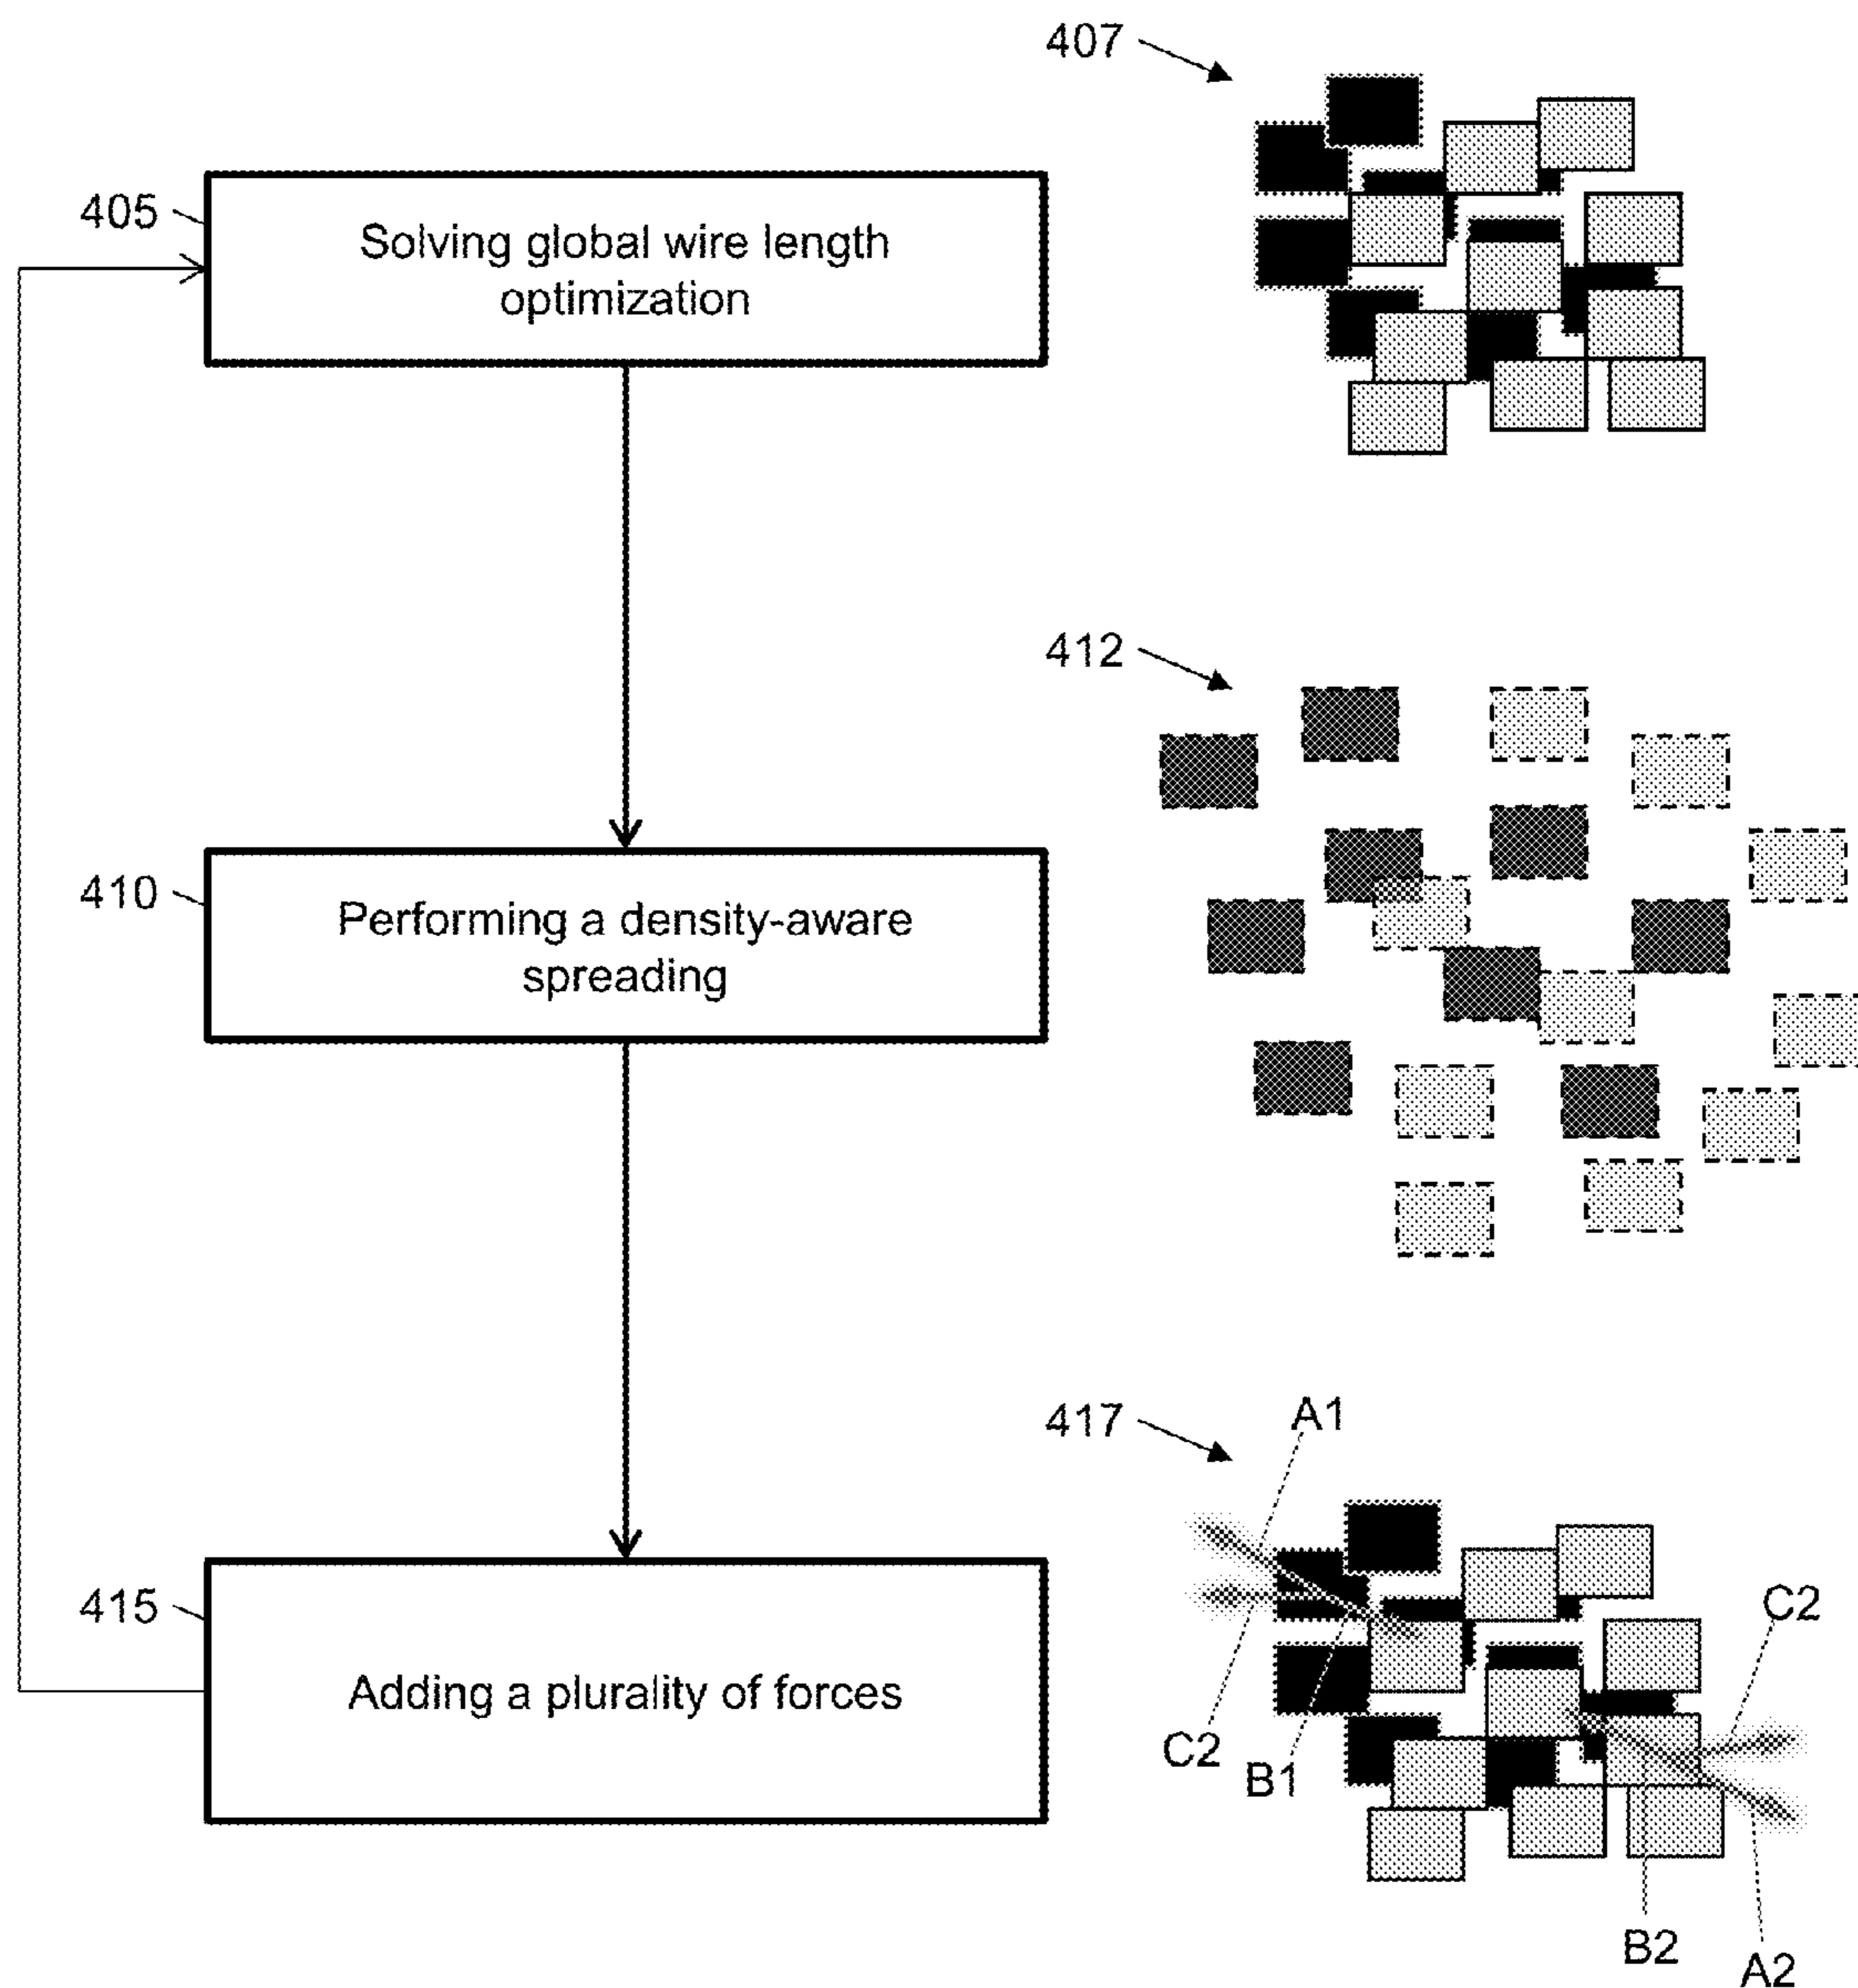 407
405
Solving global wire length
optimization
412
410
Performing a density-aware
spreading
417
A1
415
Adding a plurality of forces
C2
C2
B1
B2
A2